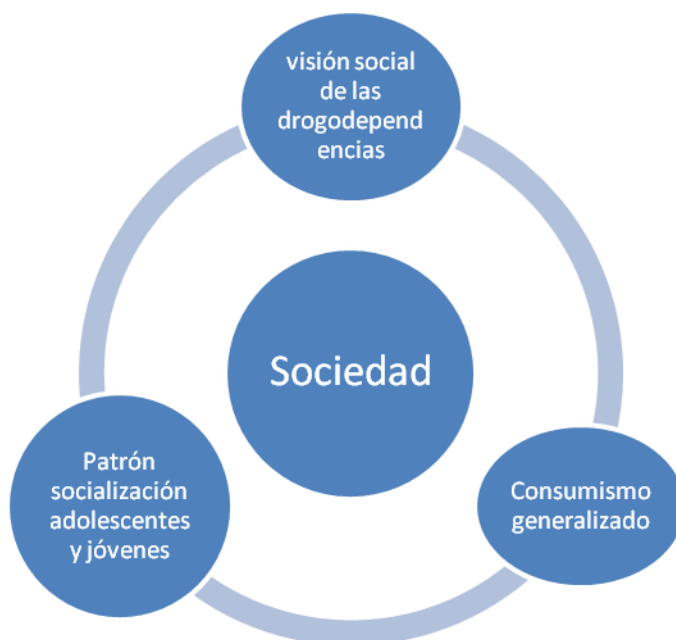 visión social
de las
drogodepend
encias
Sociedad
Patrón
socialización
adolescentes
y jóvenes
Consumismo
generalizado